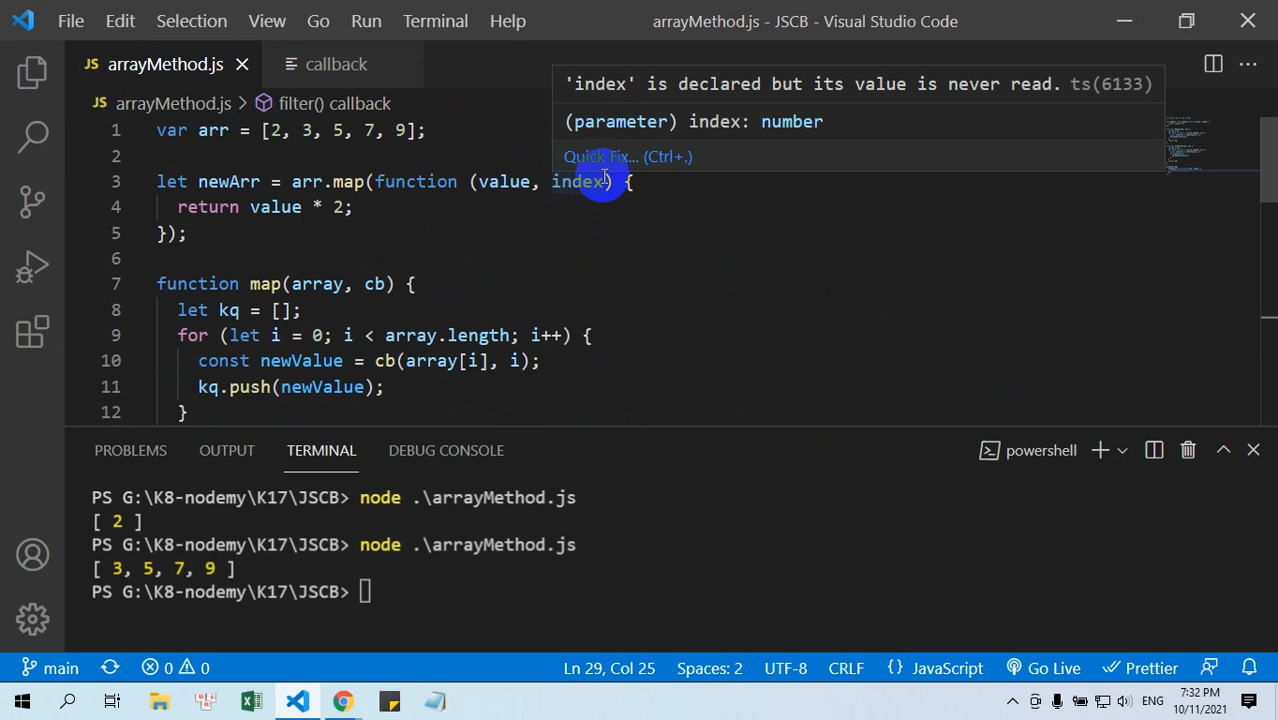 File Edit Selection View Go Run Terminal Help arrayMethod.js - JSCB - Visual Studio Code
JS arrayMethod.js callback
JS arrayMethod.js > filter() callback
'index' is declared but its value is never read. ts(6133)
(parameter) index: number
Quick Fix... (Ctrl+.)
1 var arr = [2, 3, 5, 7, 9];
2
3 let newArr = arr.map(function (value, index) {
4 return value * 2;
5 });
6
7 function map(array, cb) {
8 let kq = [];
9 for (let i = 0; i < array.length; i++) {
10 const newValue = cb(array[i], i);
11 kq.push(newValue);
12 }
PROBLEMS OUTPUT TERMINAL DEBUG CONSOLE powershell
PS G:\K8-nodemy\K17\JSCB> node .\arrayMethod.js
[ 2 ]
PS G:\K8-nodemy\K17\JSCB> node .\arrayMethod.js
[ 3, 5, 7, 9 ]
PS G:\K8-nodemy\K17\JSCB>
main 0 0 Ln 29, Col 25 Spaces: 2 UTF-8 CRLF {} JavaScript Go Live Prettier
ENG 7:32 PM
10/11/2021